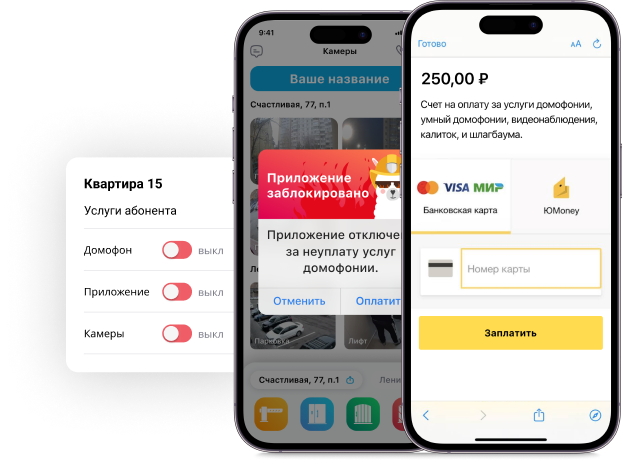 Квартира 15
Услуги абонента
Домофон выкл
Приложение выкл
Камеры выкл
9:41
Камеры
Ваше название
Счастливая, 77, п.1
Приложение
заблокировано
Приложение отключе
за неуплату услуг
домофонии.
Отменить Оплатит
Парковка Лифт
Счастливая, 77, п.1 Лени
Готово AA
250,00 ₽
Счет на оплату за услуги домофонии,
умный домофонии, видеонаблюдения,
калиток, и шлагбаума.
VISA МИР
Банковская карта ЮMoney
Номер карты
Заплатить